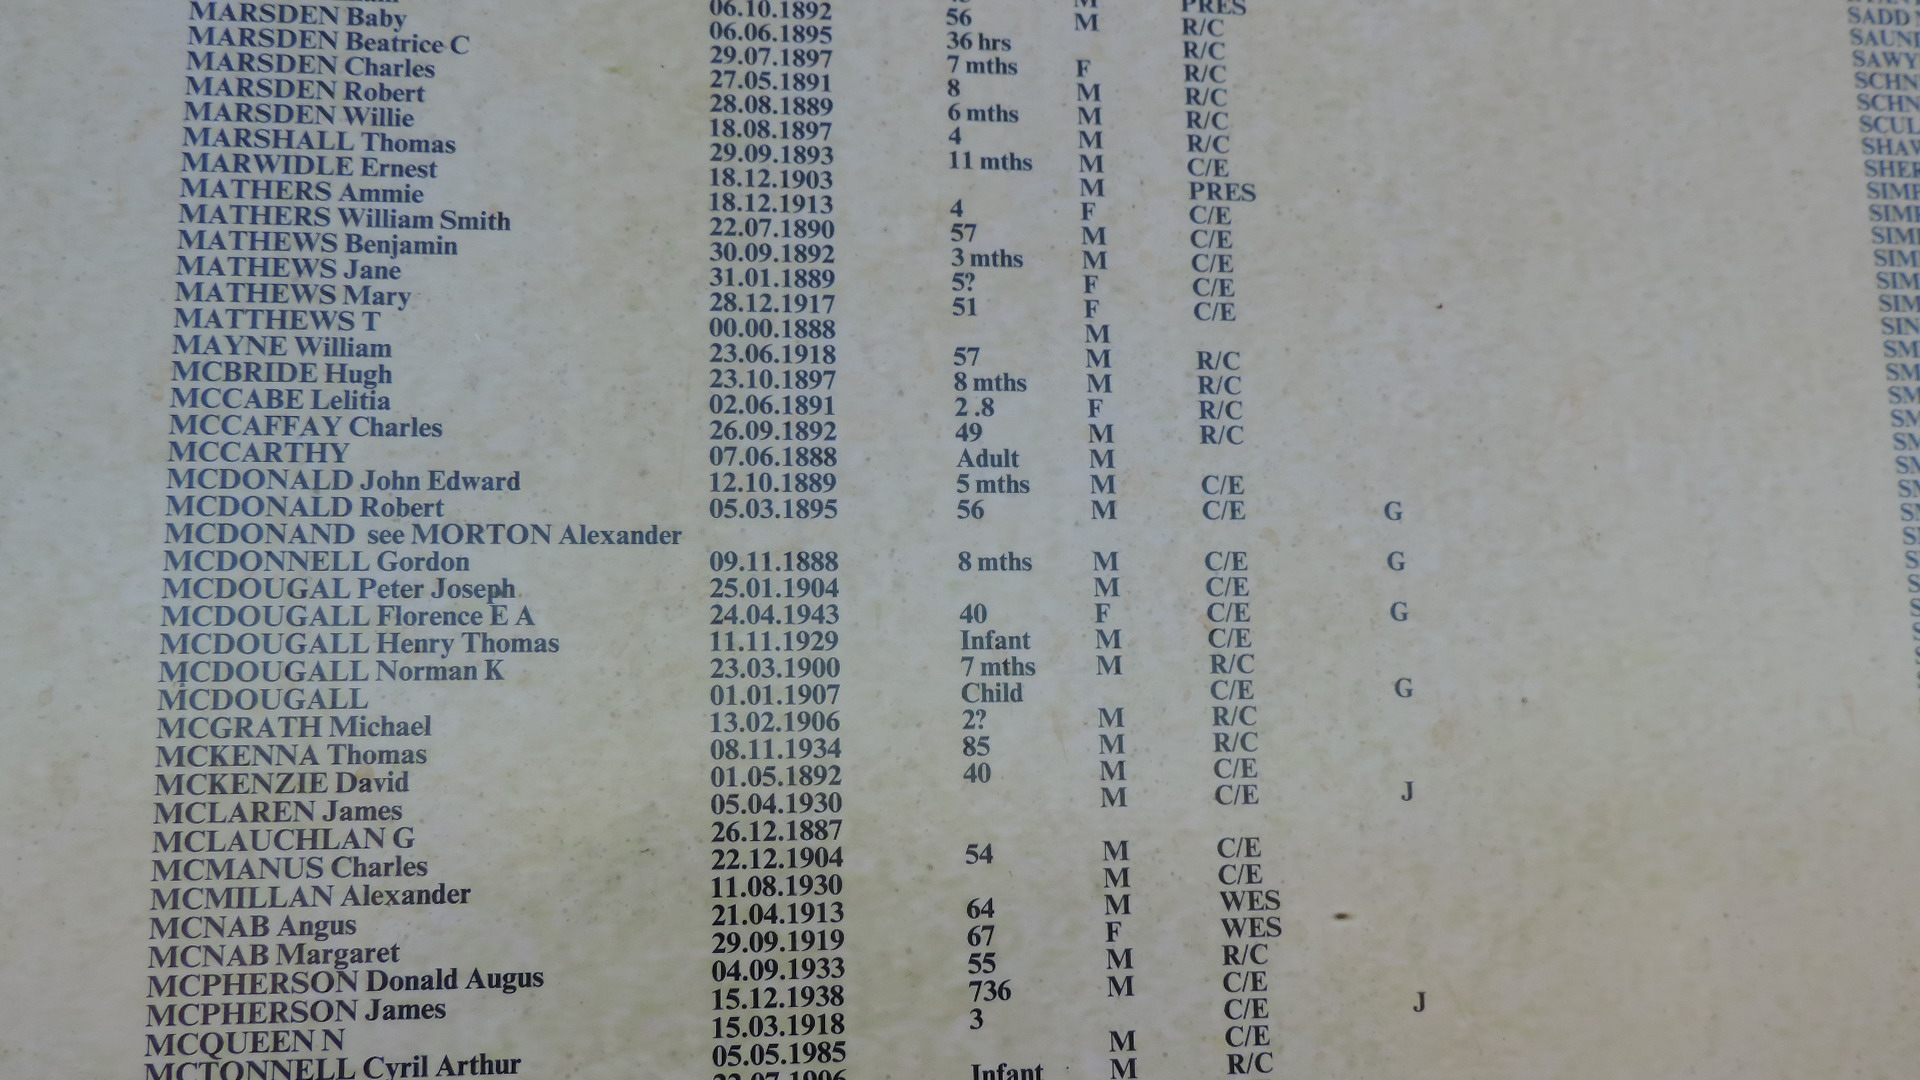 PRES
06.10.1892 56 M R/C
MARSDEN Baby 06.06.1895 36 hrs R/C
MARSDEN Beatrice C 29.07.1897 7 mths F R/C
MARSDEN Charles 27.05.1891 8 M R/C
MARSDEN Robert 28.08.1889 6 mths M R/C
MARSDEN Willie 18.08.1897 4 M R/C
MARSHALL Thomas 29.09.1893 11 mths M C/E
MARWIDLE Ernest 18.12.1903 M PRES
MATHERS Ammie 18.12.1913 4 F C/E
MATHERS William Smith 22.07.1890 57 M C/E
MATHEWS Benjamin 30.09.1892 3 mths M C/E
MATHEWS Jane 31.01.1889 5? F C/E
MATHEWS Mary 28.12.1917 51 F C/E
MATTHEWS T 00.00.1888 M
MAYNE William 23.06.1918 57 M R/C
MCBRIDE Hugh 23.10.1897 8 mths M R/C
MCCABE Lelitia 02.06.1891 2 .8 F R/C
MCCAFFAY Charles 26.09.1892 49 M R/C
MCCARTHY 07.06.1888 Adult M
MCDONALD John Edward 12.10.1889 5 mths M C/E
MCDONALD Robert 05.03.1895 56 M C/E G
MCDONAND see MORTON Alexander
MCDONNELL Gordon 09.11.1888 8 mths M C/E G
MCDOUGAL Peter Joseph 25.01.1904 M C/E
MCDOUGALL Florence E A 24.04.1943 40 F C/E G
MCDOUGALL Henry Thomas 11.11.1929 Infant M C/E
MCDOUGALL Norman K 23.03.1900 7 mths M R/C
MCDOUGALL 01.01.1907 Child C/E G
MCGRATH Michael 13.02.1906 2? M R/C
MCKENNA Thomas 08.11.1934 85 M R/C
MCKENZIE David 01.05.1892 40 M C/E
MCLAREN James 05.04.1930 M C/E J
MCLAUCHLAN G 26.12.1887
MCMANUS Charles 22.12.1904 54 M C/E
MCMILLAN Alexander 11.08.1930 M C/E
MCNAB Angus 21.04.1913 64 M WES
MCNAB Margaret 29.09.1919 67 F WES
MCPHERSON Donald Augus 04.09.1933 55 M R/C
MCPHERSON James 15.12.1938 736 M C/E
MCQUEEN N 15.03.1918 3 C/E J
MCTONNELL Cyril Arthur 05.05.1985 M C/E
Infant M R/C